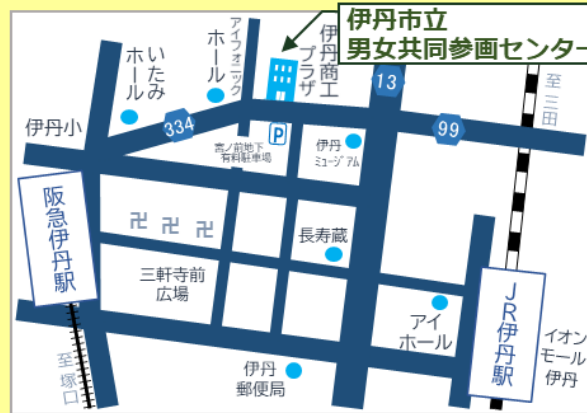 伊丹市立
男女共同参画センター
伊丹商工
プラザ
アイフォニック
ホール
いたみ
ホール
伊丹小
334
13
99
至三田
P
宮ノ前地下
有料駐車場
伊丹
ミュージアム
阪急伊丹駅
卍 卍 卍
長寿蔵
三軒寺前
広場
アイ
ホール
JR伊丹駅
イオン
モール
伊丹
至塚口
伊丹
郵便局